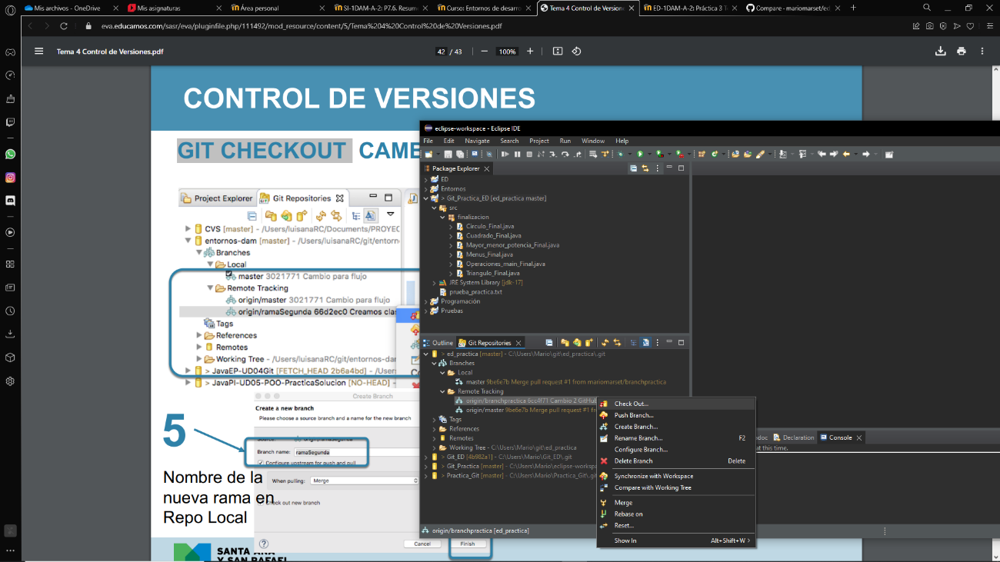 Mis archivos - OneDrive
Mis asignaturas
Área personal
SI-1DAM-A-2: P7.6. Resum
Curso: Entornos de desarro
Tema 4 Control de Version
ED-1DAM-A-2: Práctica 3 T
Compare - mariomarset/ed
eva.educamos.com/sasr/eva/pluginfile.php/111492/mod_resource/content/5/Tema%204%20Control%20de%20Versiones.pdf
Tema 4 Control de Versiones.pdf
42 / 43
100%
CONTROL DE VERSIONES
GIT CHECKOUT CAME
Project Explorer
Git Repositories
CVS [master] - /Users/luisanaRC/Documents/PROYEC
entornos-dam [master] - /Users/luisanaRC/git/entorn
Branches
Local
master 3021771 Cambio para flujo
Remote Tracking
origin/master 3021771 Cambio para flujo
origin/ramaSegunda 66d2ec0 Creamos clas
Tags
References
Remotes
Working Tree - /Users/luisanaRC/git/entornos-dar
> JavaEP-UD04Git [FETCH_HEAD 2b6a4bd] -
> JavaPI-UD05-POO-PracticaSolucion [NO-HEAD] -
Create Branch
Create a new branch
Please choose a source branch and a name for the new branch
Source:
origin/ramaSegunda
5
Branch name:
ramaSegunda
Configure upstream for push and pull
When pulling:
Merge
Check out new branch
Nombre de la
nueva rama en
Repo Local
Cancel
Finish
SANTA ANA
Y SAN RAFAEL
eclipse-workspace - Eclipse IDE
File
Edit
Navigate
Search
Project
Run
Window
Help
Package Explorer
ED
Entornos
> Git_Practica_ED [ed_practica master]
src
finalizacion
Circulo_Final.java
Cuadrado_Final.java
Mayor_menor_potencia_Final.java
Menus_Final.java
Operaciones_main_Final.java
Triangulo_Final.java
JRE System Library [jdk-17]
prueba_practica.txt
Programación
Pruebas
Outline
Git Repositories
> ed_practica [master] - C:\Users\Mario\git\ed_practica\.git
Branches
Local
master 9be6e7b Merge pull request #1 from mariomarset/branchpractica
Remote Tracking
origin/branchpractica 6cc4f71 Cambio 2 GitHub
origin/master 9be6e7b Merge pull request #1 fr
Tags
References
Remotes
Working Tree - C:\Users\Mario\git\ed_practica
> Git_ED [4b982a1] - C:\Users\Mario\Git_ED\.git
> Git_Practica [master] - C:\Users\Mario\eclipse-worksp
> Practica_Git [master] - C:\Users\Mario\Practica_Git\.gi
origin/branchpractica [ed_practica]
Check Out...
Push Branch...
Create Branch...
Rename Branch...
F2
Configure Branch...
Delete Branch
Delete
Synchronize with Workspace
Compare with Working Tree
Merge
Rebase on
Reset...
Show In
Alt+Shift+W >
doc
Declaration
Console
at this time.